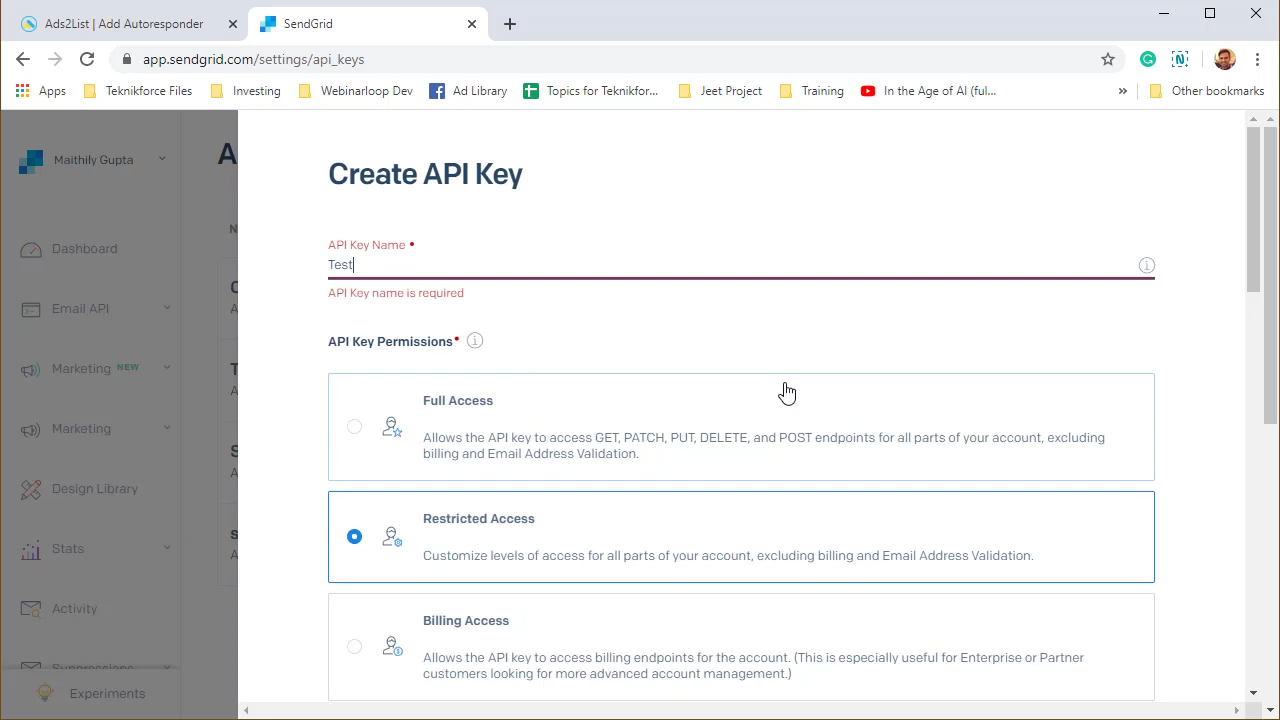 Ads2List | Add Autoresponder
SendGrid
app.sendgrid.com/settings/api_keys
Apps
Teknikforce Files
Investing
Webinarloop Dev
Ad Library
Topics for Teknikfor...
Jeet Project
Training
In the Age of AI (ful...
»
Other bookmarks
Maithily Gupta
A
Create API Key
N
API Key Name •
Test
API Key name is required
API Key Permissions•
Dashboard
Email API
Marketing NEW
Marketing
Design Library
Stats
Activity
Suppressions
Experiments
Full Access
Allows the API key to access GET, PATCH, PUT, DELETE, and POST endpoints for all parts of your account, excluding
billing and Email Address Validation.
Restricted Access
Customize levels of access for all parts of your account, excluding billing and Email Address Validation.
Billing Access
Allows the API key to access billing endpoints for the account. (This is especially useful for Enterprise or Partner
customers looking for more advanced account management.)